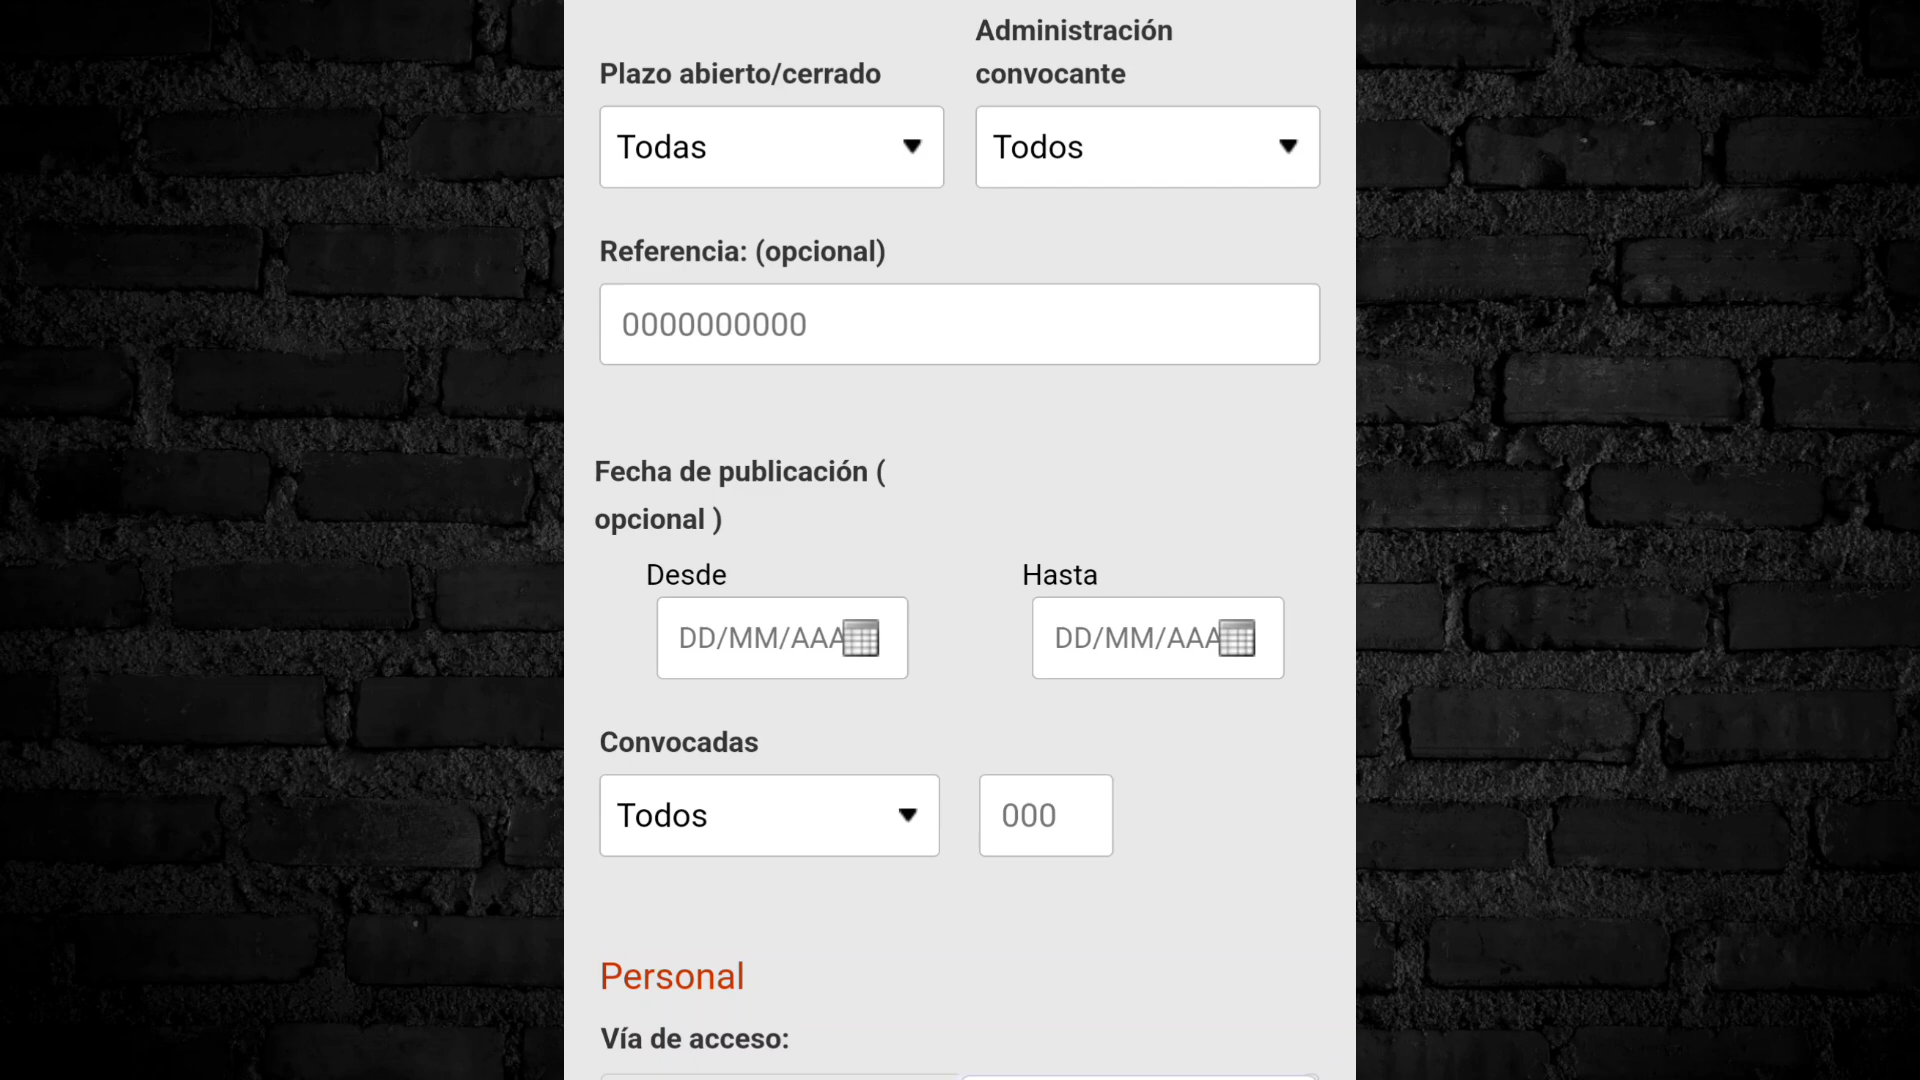 Plazo abierto/cerrado
Administración
convocante
Todas
Todos
Referencia: (opcional)
0000000000
Fecha de publicación (
opcional )
Desde
Hasta
DD/MM/AAA
DD/MM/AAA
Convocadas
Todos
000
Personal
Vía de acceso: